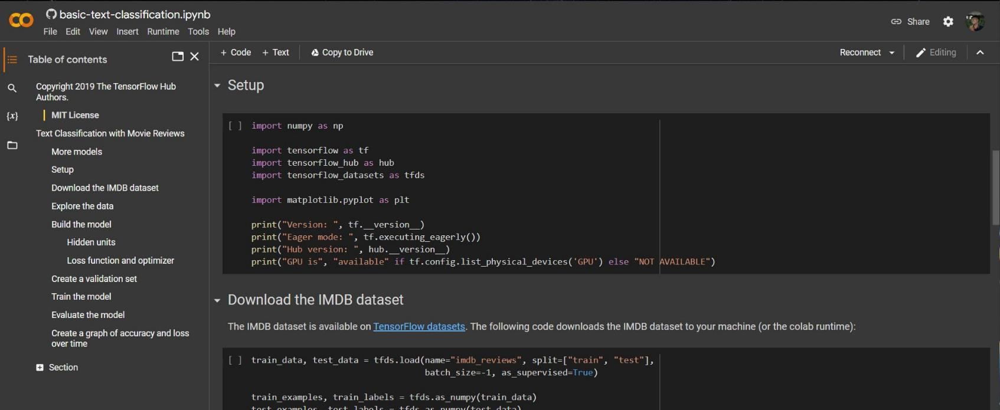 basic-text-classification.ipynb
File Edit View Insert Runtime Tools Help
Share
Table of contents
Copyright 2019 The TensorFlow Hub
Authors.
MIT License
Text Classification with Movie Reviews
More models
Setup
Download the IMDB dataset
Explore the data
Build the model
Hidden units
Loss function and optimizer
Create a validation set
Train the model
Evaluate the model
Create a graph of accuracy and loss
over time
Section
{x}
+ Code + Text Copy to Drive
Reconnect Editing
Setup
[ ] import numpy as np
import tensorflow as tf
import tensorflow_hub as hub
import tensorflow_datasets as tfds
import matplotlib.pyplot as plt
print("Version: ", tf.__version__)
print("Eager mode: ", tf.executing_eagerly())
print("Hub version: ", hub.__version__)
print("GPU is", "available" if tf.config.list_physical_devices('GPU') else "NOT AVAILABLE")
Download the IMDB dataset
The IMDB dataset is available on TensorFlow datasets. The following code downloads the IMDB dataset to your machine (or the colab runtime):
[ ] train_data, test_data = tfds.load(name="imdb_reviews", split=["train", "test"],
batch_size=-1, as_supervised=True)
train_examples, train_labels = tfds.as_numpy(train_data)
test_examples, test_labels = tfds.as_numpy(test_data)